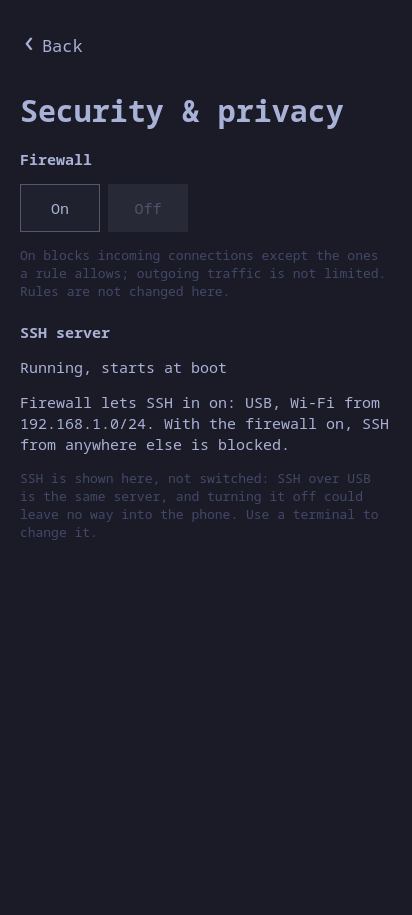 Back
Security & privacy
Firewall
On Off
On blocks incoming connections except the ones
a rule allows; outgoing traffic is not limited.
Rules are not changed here.
SSH server
Running, starts at boot
Firewall lets SSH in on: USB, Wi-Fi from
192.168.1.0/24. With the firewall on, SSH
from anywhere else is blocked.
SSH is shown here, not switched: SSH over USB
is the same server, and turning it off could
leave no way into the phone. Use a terminal to
change it.